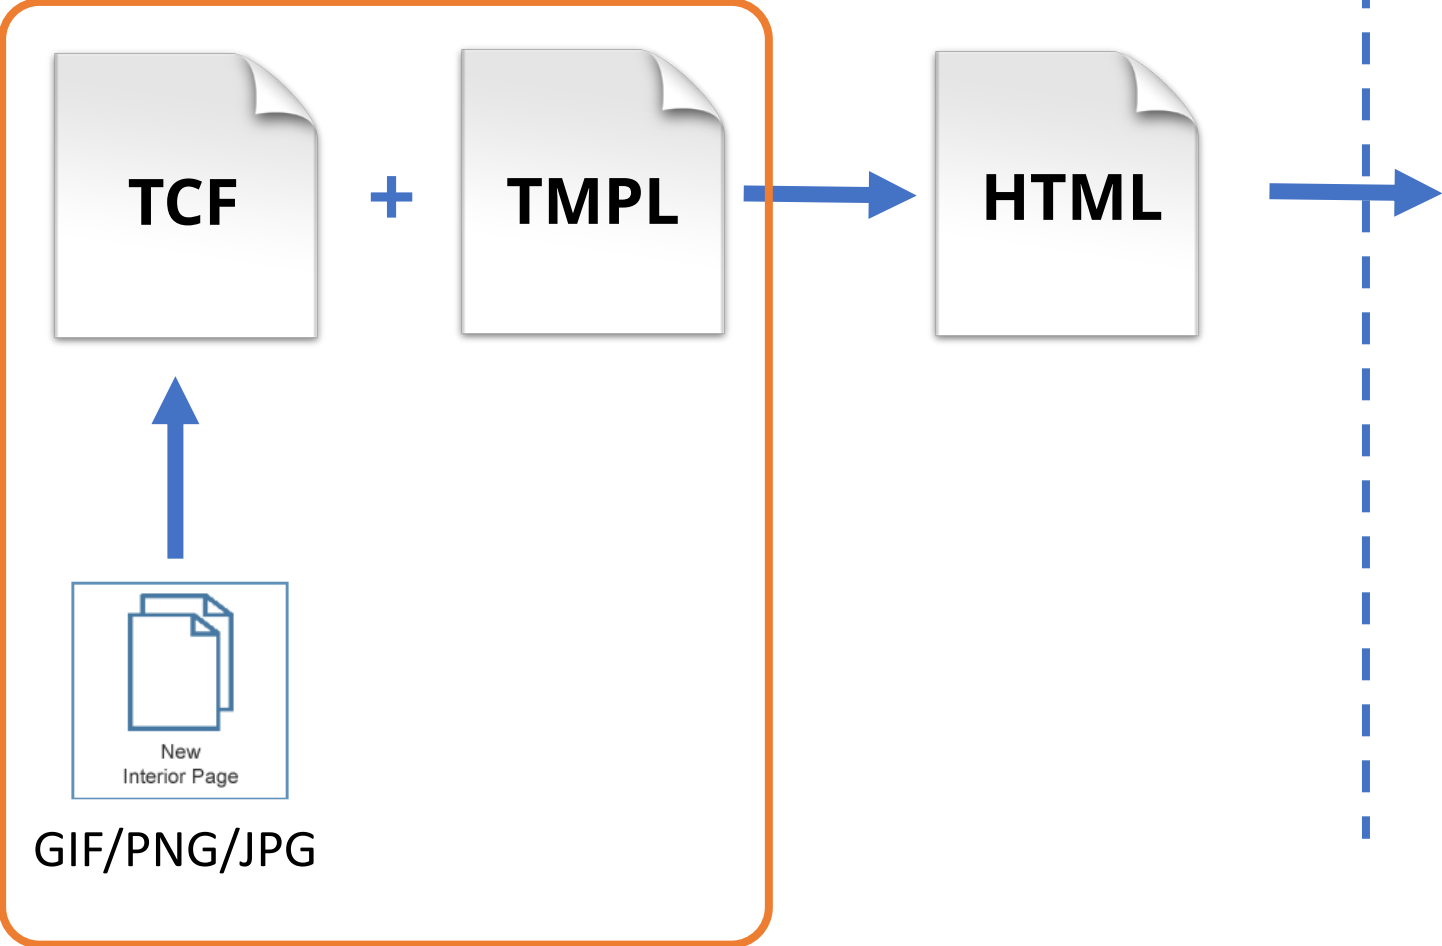 TCF
+
TMPL
HTML
New
Interior Page
GIF/PNG/JPG